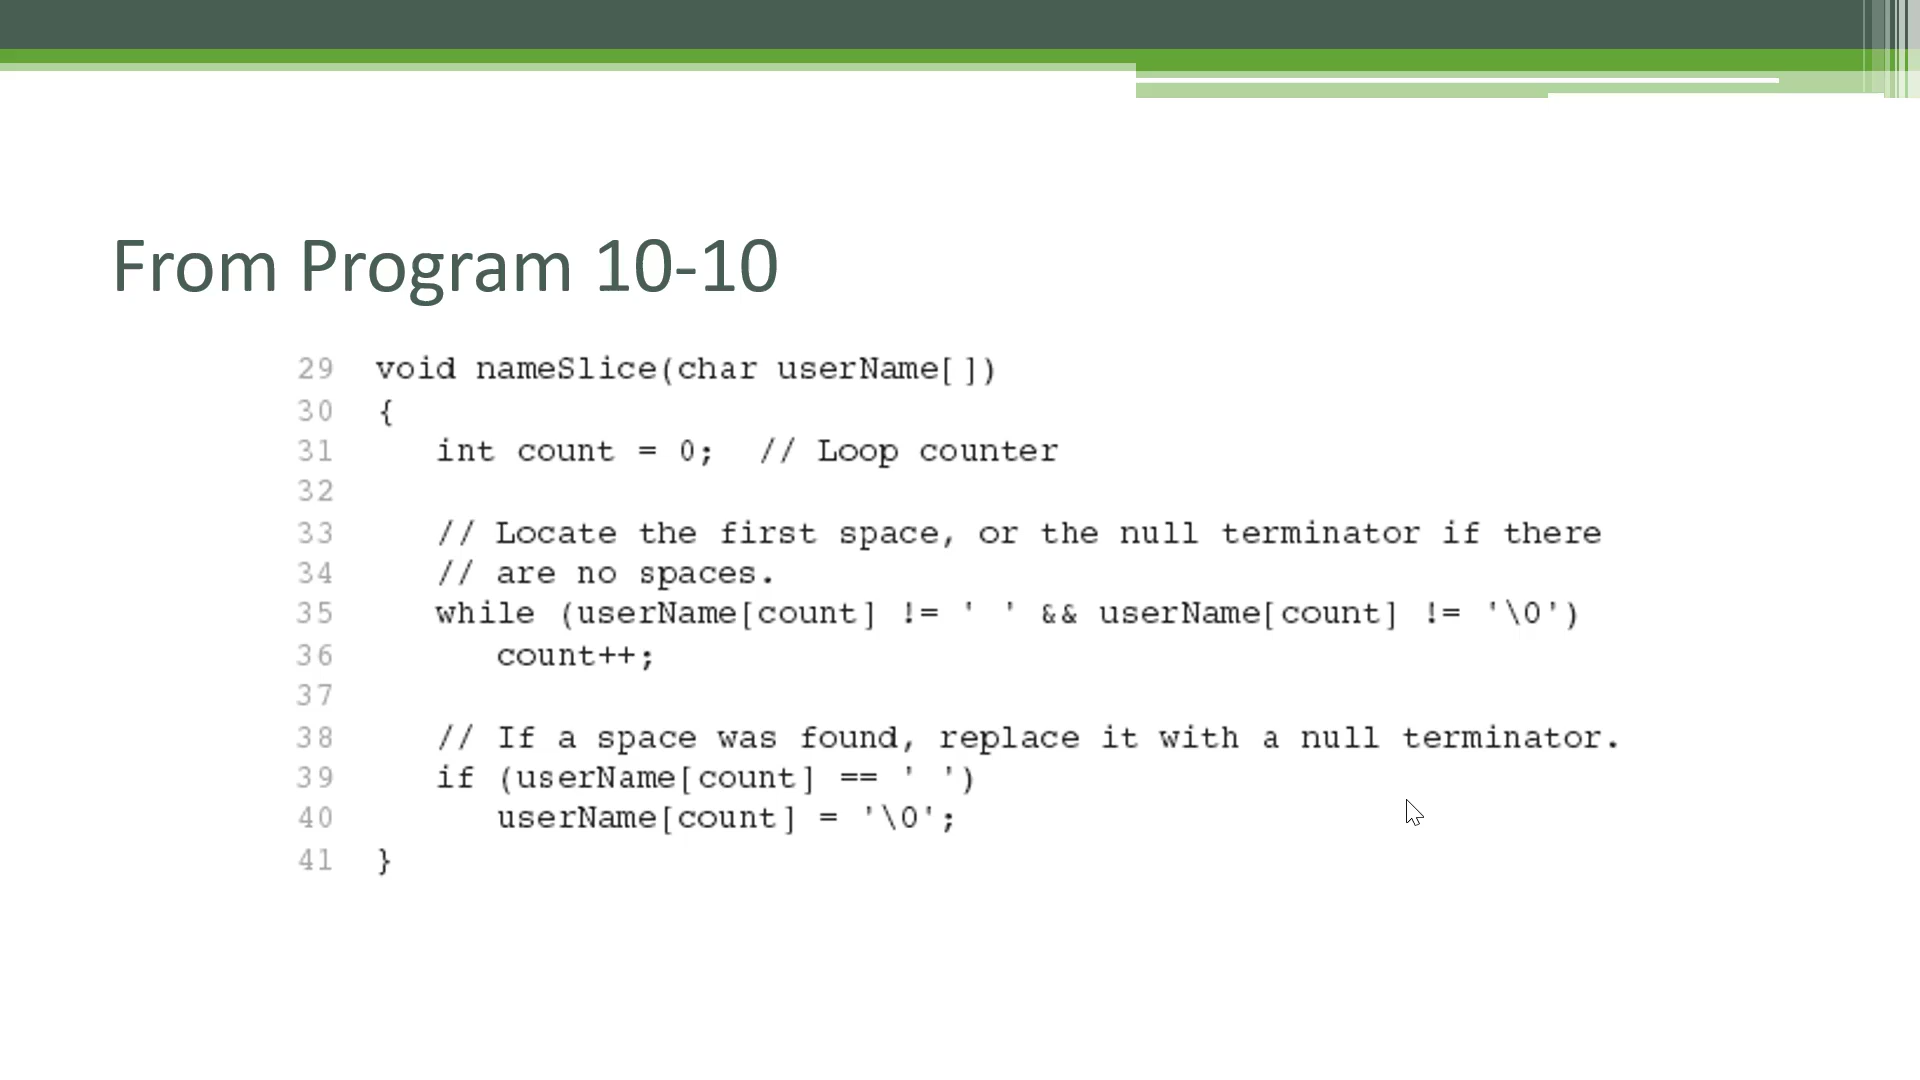 From Program 10-10
29 void nameSlice(char userName[])
30 {
31    int count = 0;  // Loop counter
32
33    // Locate the first space, or the null terminator if there
34    // are no spaces.
35    while (userName[count] != ' ' && userName[count] != '\0')
36       count++;
37
38    // If a space was found, replace it with a null terminator.
39    if (userName[count] == ' ')
40       userName[count] = '\0';
41 }